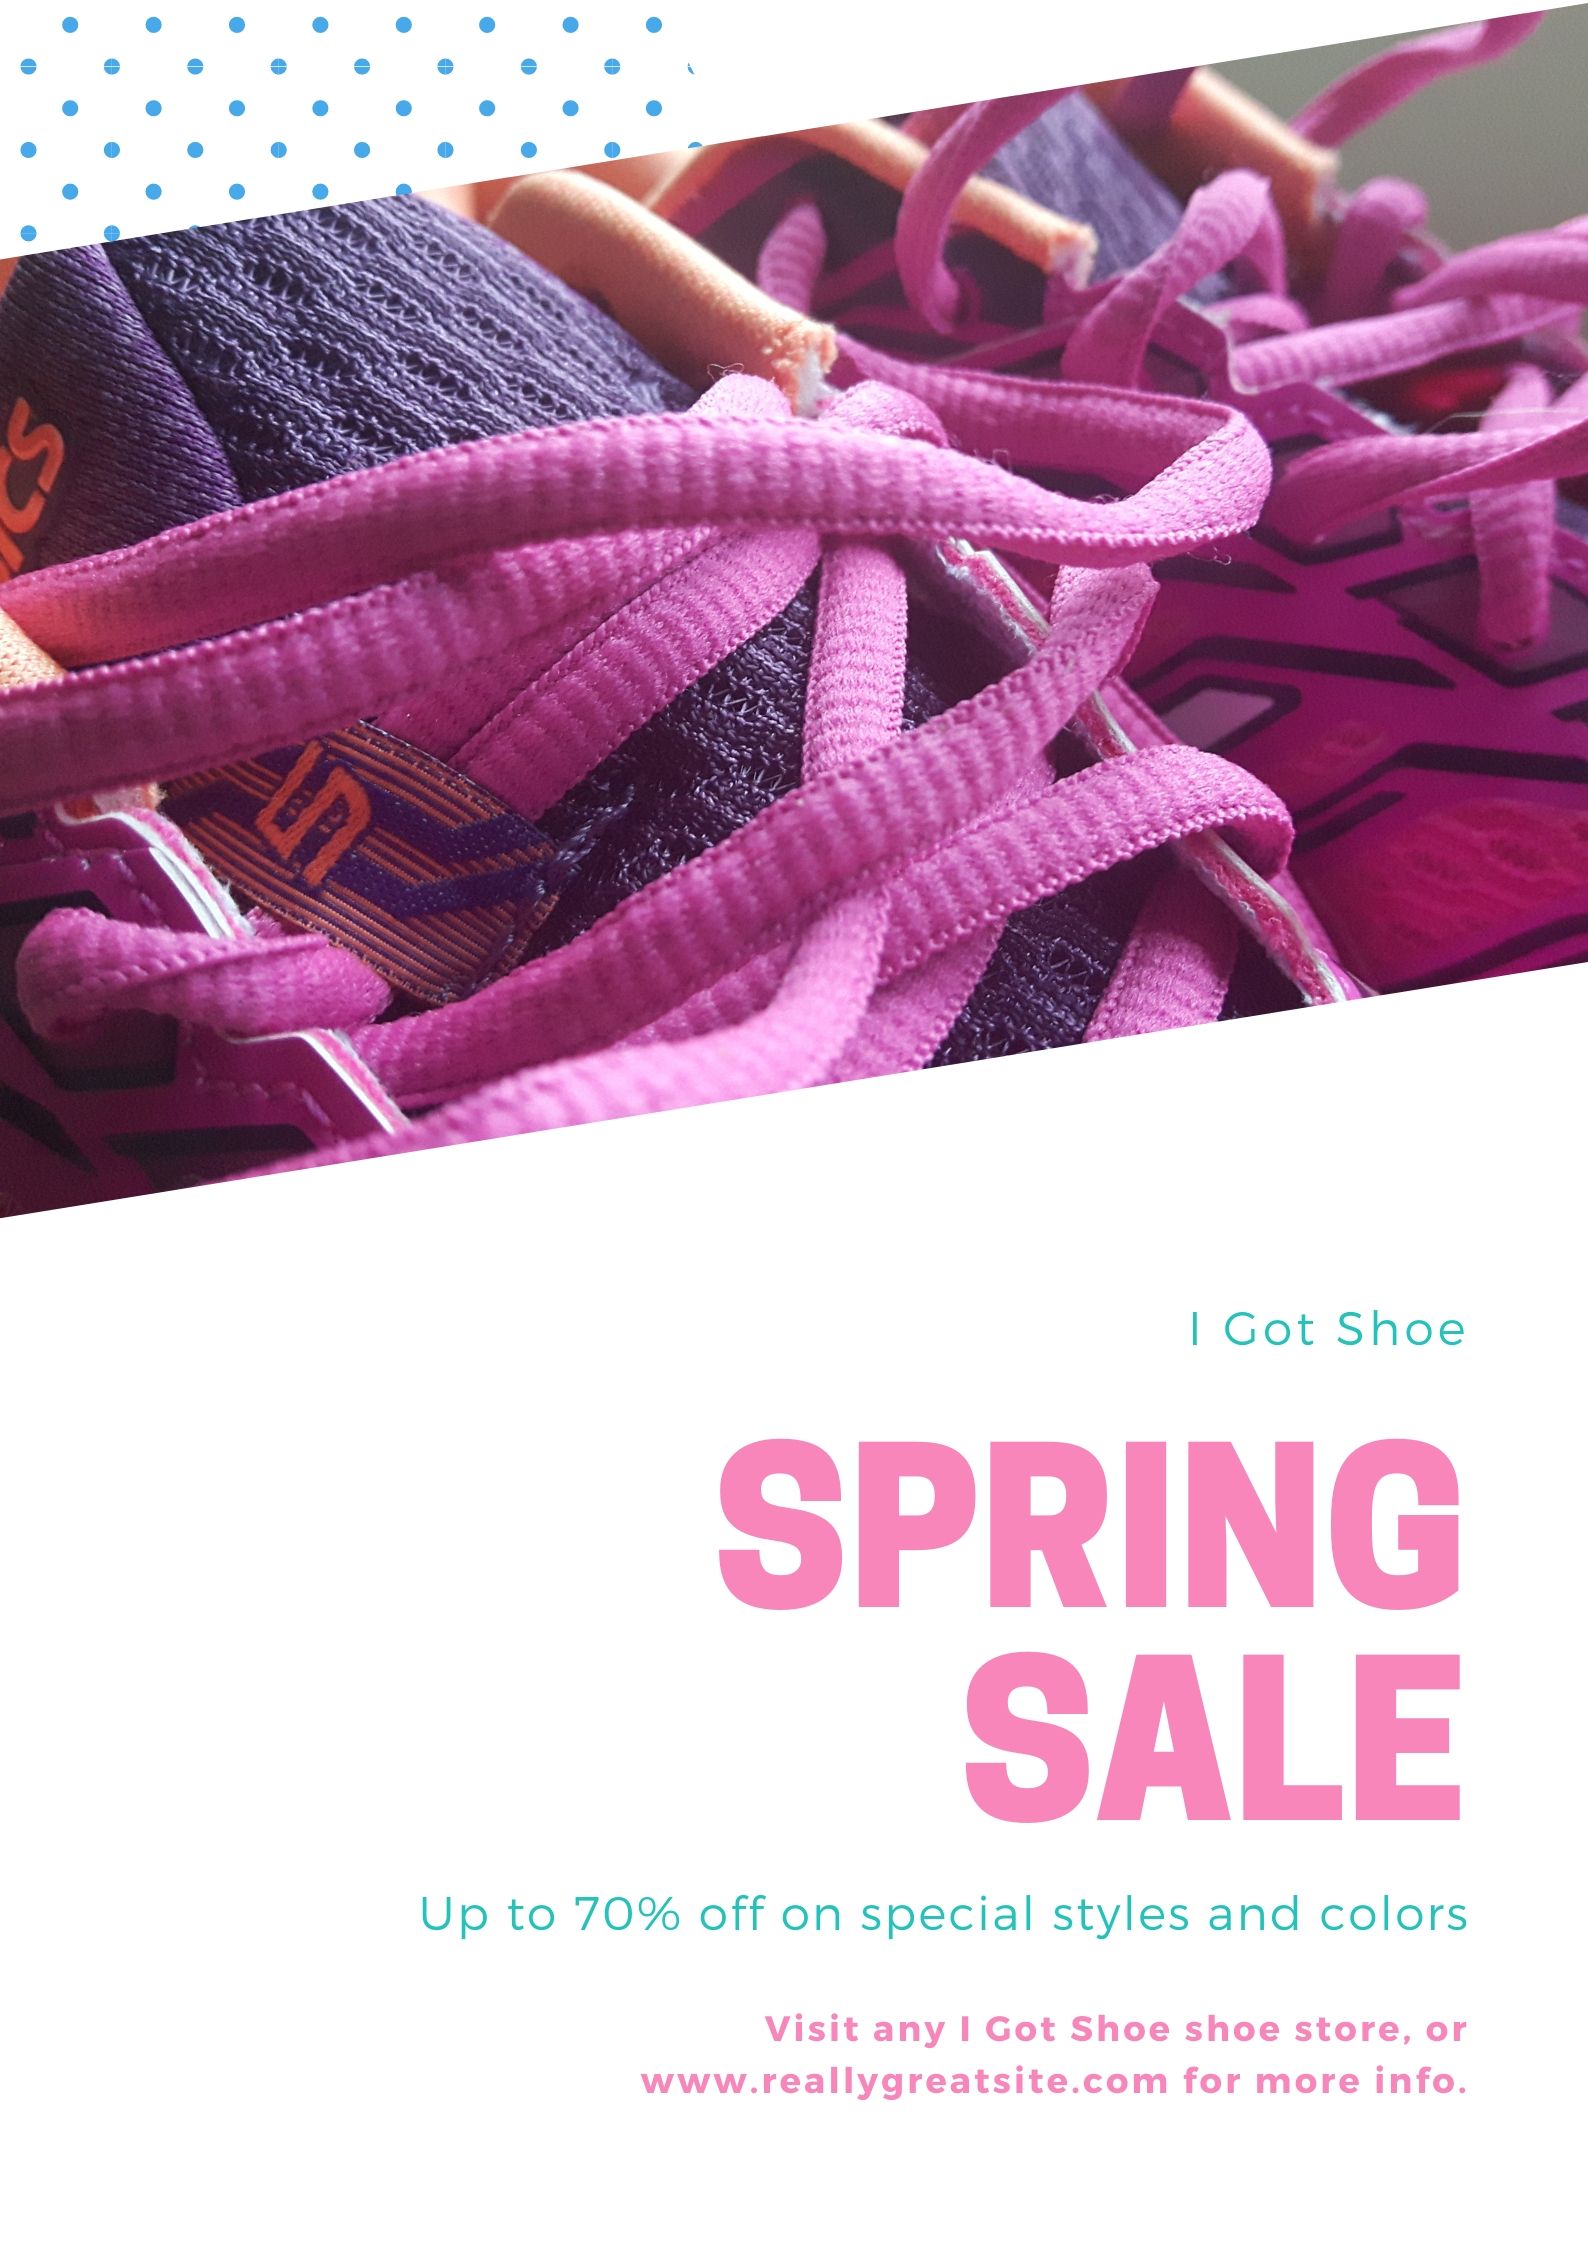 ics
I Got Shoe
SPRING
SALE
Up to 70% off on special styles and colors
Visit any I Got Shoe shoe store, or
www.reallygreatsite.com for more info.